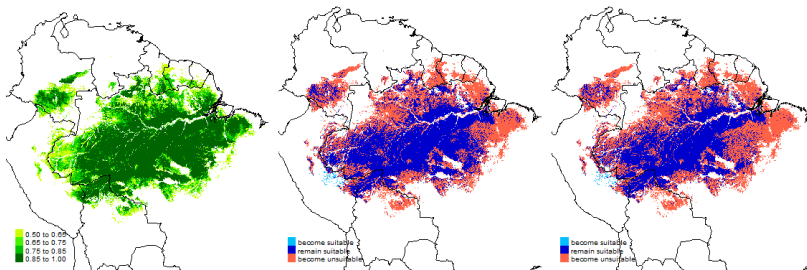 0.50 to 0.65
0.65 to 0.75
0.75 to 0.85
0.85 to 1.00
become suitable
remain suitable
become unsuitable
become suitable
remain suitable
become unsuitable